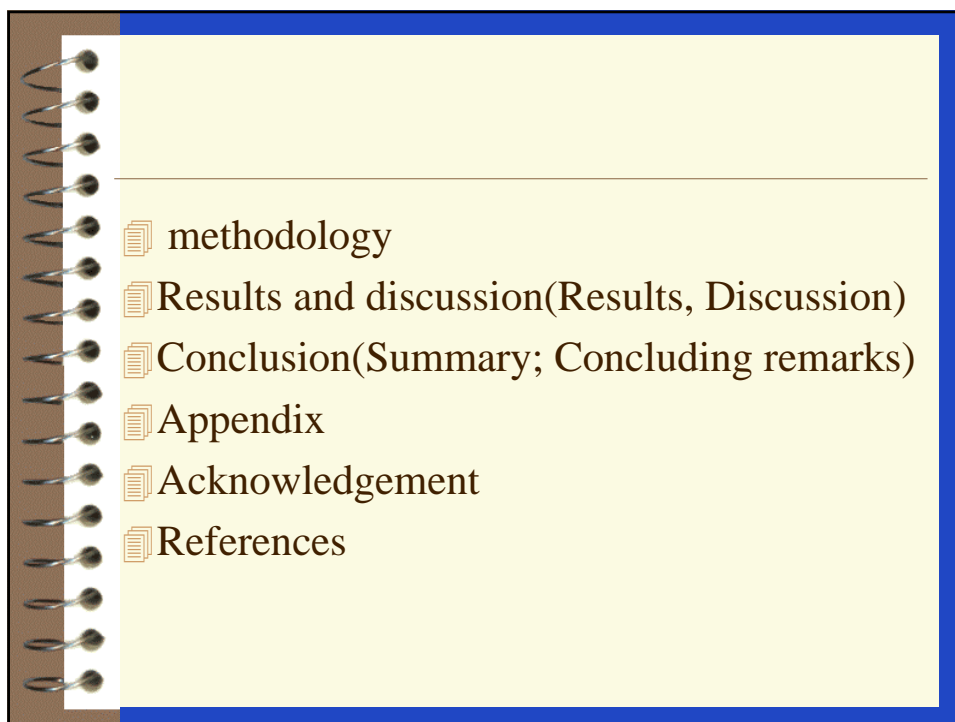 methodology
Results and discussion(Results, Discussion)
Conclusion(Summary; Concluding remarks)
Appendix
Acknowledgement
References